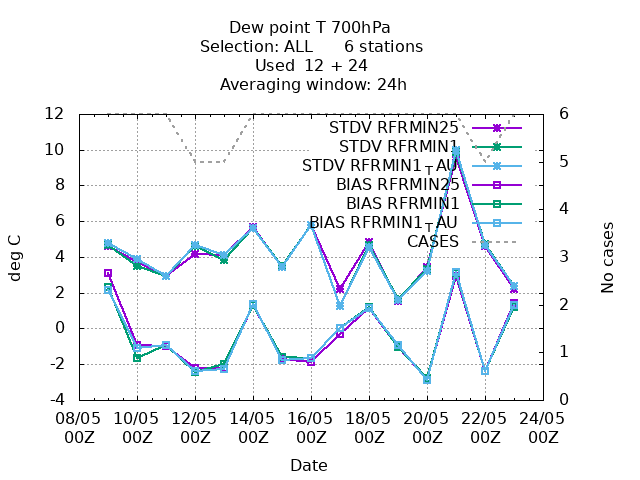 Dew point T 700hPa
Selection: ALL      6 stations
Used  12 + 24
Averaging window: 24h
12
10
8
6
4
2
0
-2
-4
deg C
6
5
4
3
2
1
0
No cases
STDV RFRMIN25
STDV RFRMIN1
STDV RFRMIN1_TAU
BIAS RFRMIN25
BIAS RFRMIN1
BIAS RFRMIN1_TAU
CASES
08/05 10/05 12/05 14/05 16/05 18/05 20/05 22/05 24/05
00Z 00Z 00Z 00Z 00Z 00Z 00Z 00Z 00Z
Date